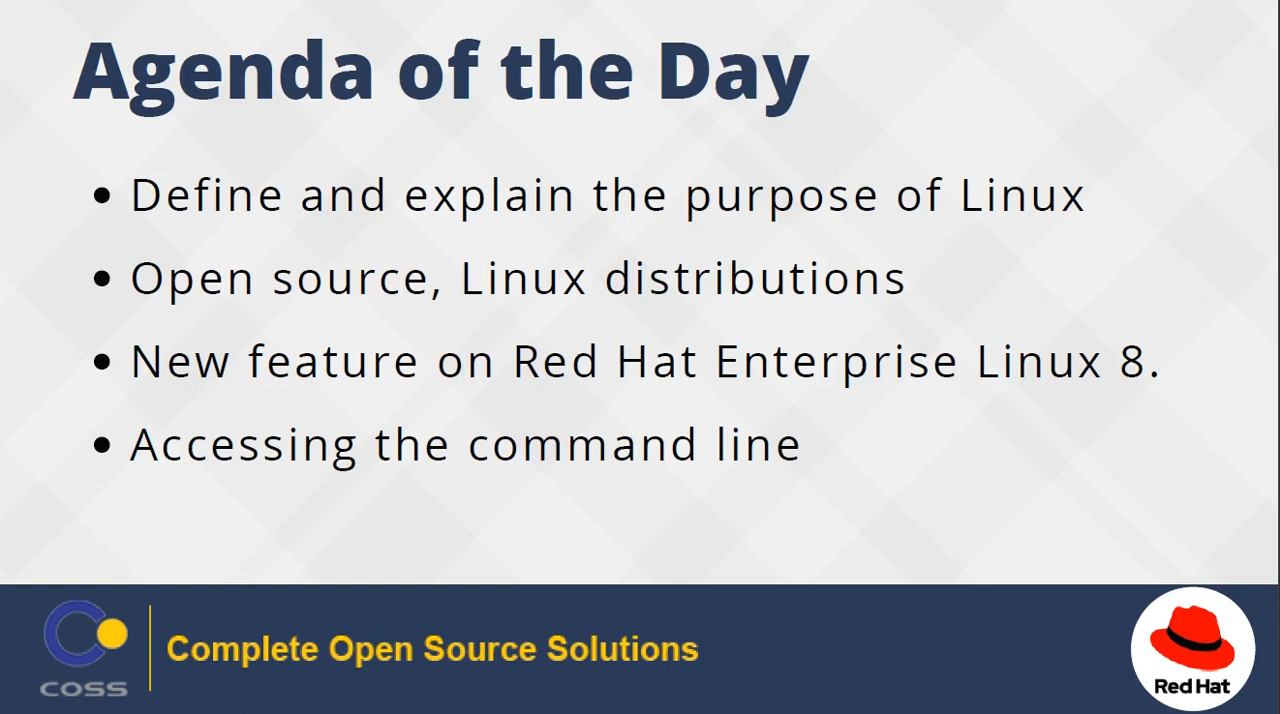 Agenda of the Day
• Define and explain the purpose of Linux
• Open source, Linux distributions
• New feature on Red Hat Enterprise Linux 8.
• Accessing the command line
COSS
Complete Open Source Solutions
Red Hat